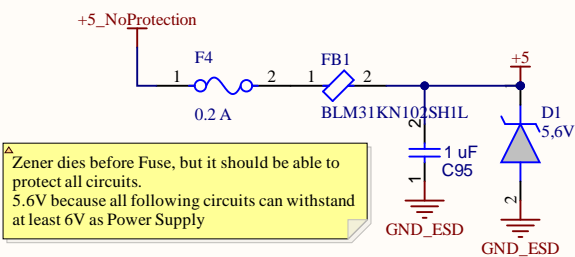 +5_NoProtection
F4
1
2
0.2 A
FB1
1
2
BLM31KN102SH1L
+5
D1
5,6V
2
1 uF
C95
1
2
GND_ESD
GND_ESD
Zener dies before Fuse, but it should be able to
protect all circuits.
5.6V because all following circuits can withstand
at least 6V as Power Supply